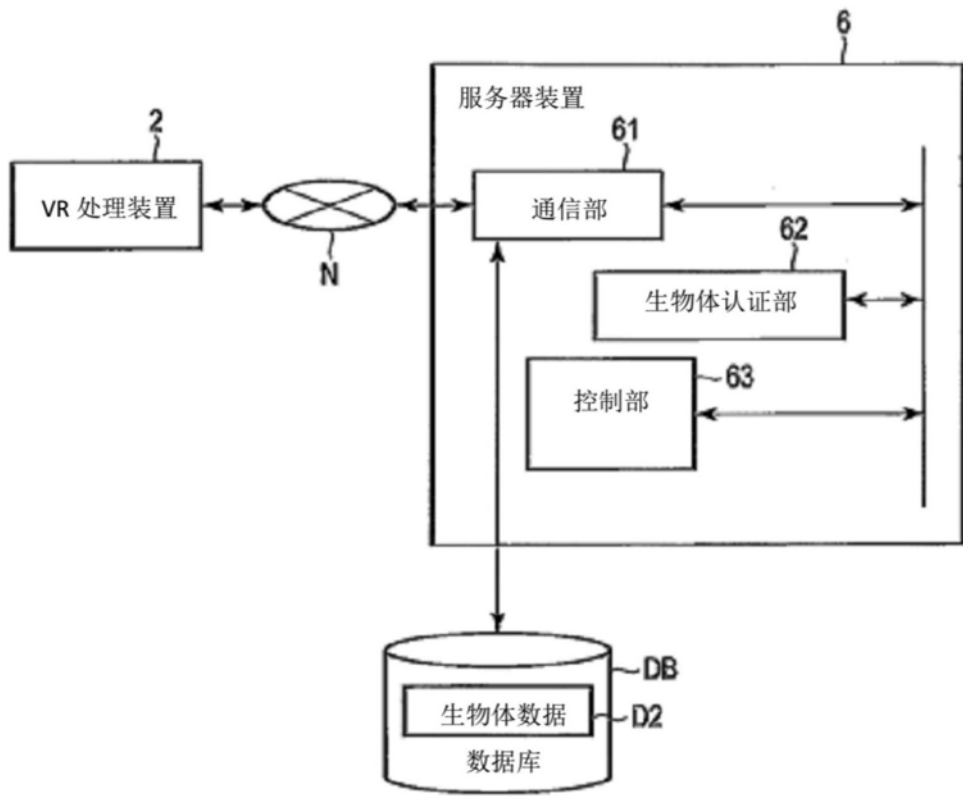 6
服务器装置
2
61
VR 处理装置
通信部
N
62
生物体认证部
63
控制部
DB
生物体数据
D2
数据库